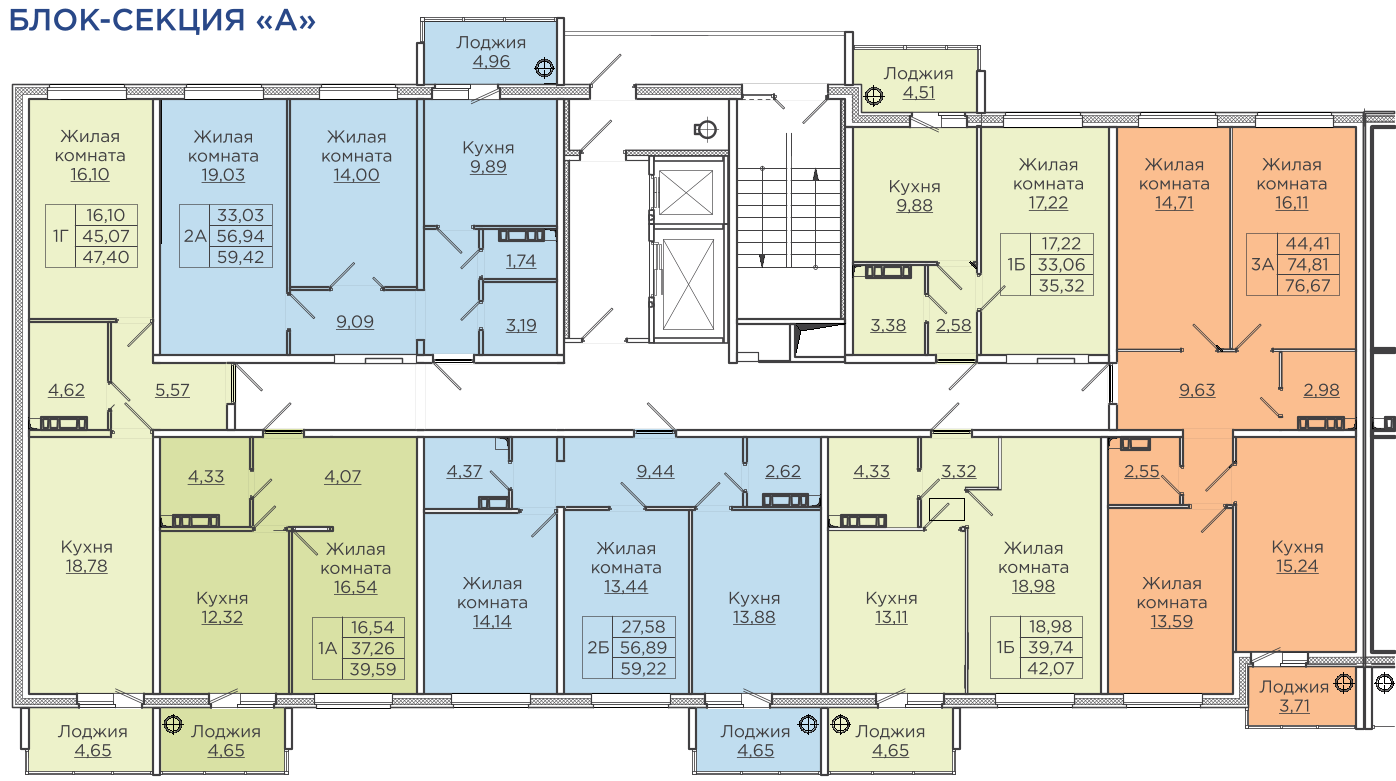 БЛОК-СЕКЦИЯ «А»
Лоджия
4,96
Лоджия
4,51
Жилая
комната
16,10
1Г
16,10
45,07
47,40
Жилая
комната
19,03
2А
33,03
56,94
59,42
Жилая
комната
14,00
Кухня
9,89
1,74
3,19
9,09
Кухня
9,88
3,38
2,58
Жилая
комната
17,22
1Б
17,22
33,06
35,32
Жилая
комната
14,71
Жилая
комната
16,11
3А
44,41
74,81
76,67
4,62
5,57
9,63
2,98
4,33
4,07
4,37
9,44
2,62
4,33
3,32
2,55
Кухня
18,78
Кухня
12,32
Жилая
комната
16,54
1А
16,54
37,26
39,59
Жилая
комната
14,14
Жилая
комната
13,44
2Б
27,58
56,89
59,22
Кухня
13,88
Кухня
13,11
Жилая
комната
18,98
1Б
18,98
39,74
42,07
Жилая
комната
13,59
Кухня
15,24
Лоджия
3,71
Лоджия
4,65
Лоджия
4,65
Лоджия
4,65
Лоджия
4,65